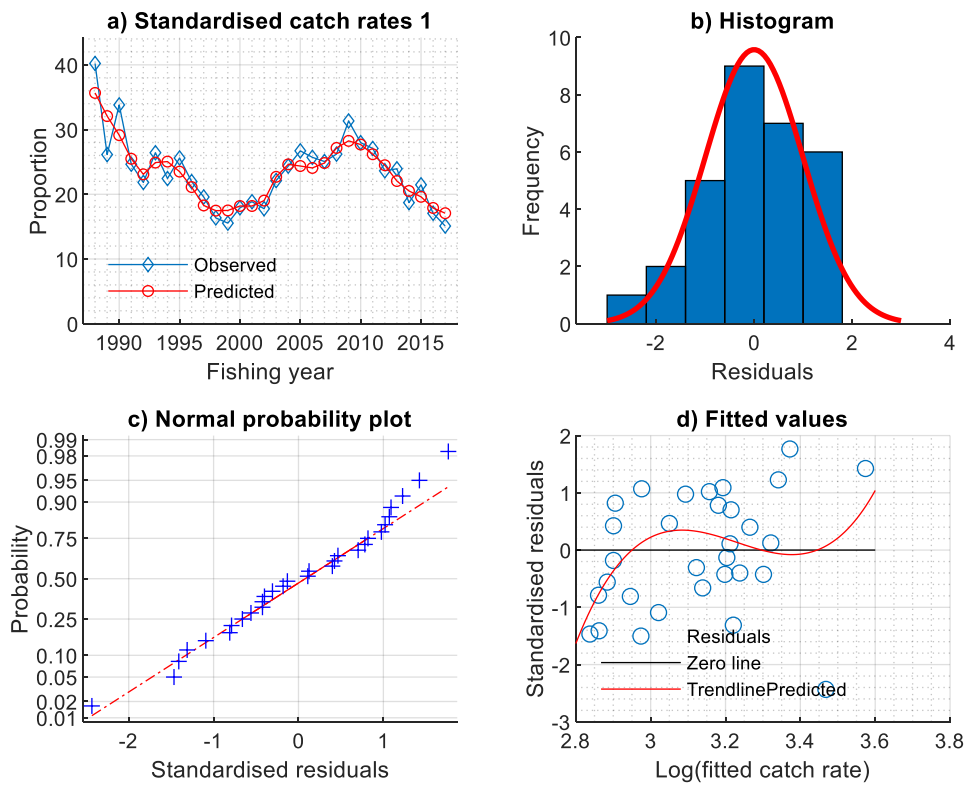 a) Standardised catch rates 1
40
30
20
10
0
Proportion
Observed
Predicted
1990 1995 2000 2005 2010 2015
Fishing year
b) Histogram
10
8
6
4
2
0
Frequency
-2 0 2 4
Residuals
c) Normal probability plot
0.99
0.98
0.95
0.90
0.75
0.50
0.25
0.10
0.05
0.02
0.01
Probability
-2 -1 0 1
Standardised residuals
d) Fitted values
2
1
0
-1
-2
-3
Standardised residuals
Residuals
Zero line
TrendlinePredicted
2.8 3 3.2 3.4 3.6 3.8
Log(fitted catch rate)